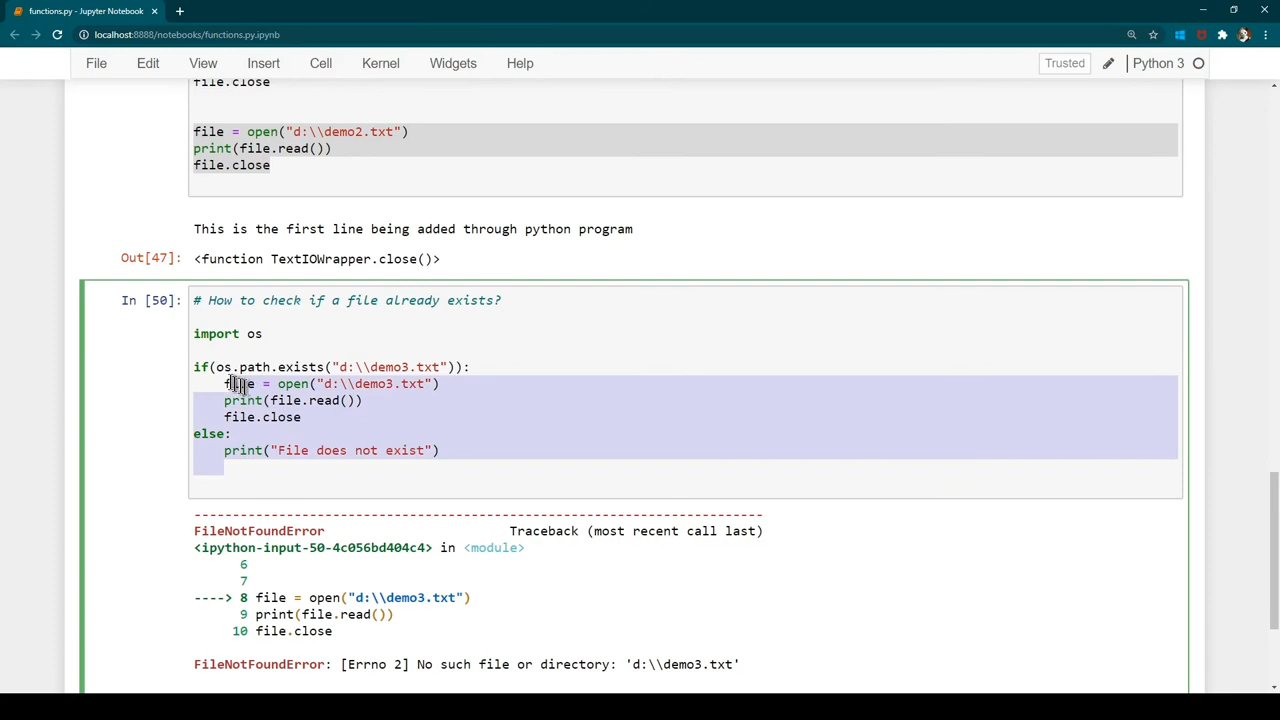 functions.py - Jupyter Notebook
localhost:8888/notebooks/functions.py.ipynb
File Edit View Insert Cell Kernel Widgets Help Trusted Python 3
file.close
file = open("d:\\demo2.txt")
print(file.read())
file.close
This is the first line being added through python program
Out[47]: <function TextIOWrapper.close()>
In [50]: # How to check if a file already exists?
import os
if(os.path.exists("d:\\demo3.txt")):
file = open("d:\\demo3.txt")
print(file.read())
file.close
else:
print("File does not exist")
---------------------------------------------------------------------------
FileNotFoundError Traceback (most recent call last)
<ipython-input-50-4c056bd404c4> in <module>
6
7
----> 8 file = open("d:\\demo3.txt")
9 print(file.read())
10 file.close
FileNotFoundError: [Errno 2] No such file or directory: 'd:\\demo3.txt'